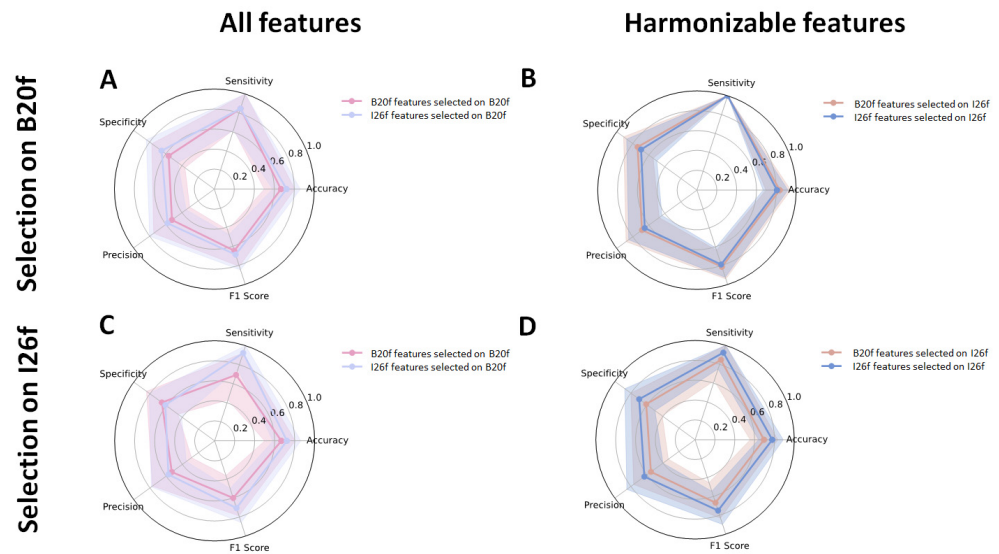 All features
Harmonizable features
Selection on B20f
A
Sensitivity
Specificity
Precision
F1 Score
Accuracy
0.2
0.4
0.6
0.8
1.0
B20f features selected on B20f
I26f features selected on B20f
B
Sensitivity
Specificity
Precision
F1 Score
Accuracy
0.2
0.4
0.6
0.8
1.0
B20f features selected on I26f
I26f features selected on I26f
Selection on I26f
C
Sensitivity
Specificity
Precision
F1 Score
Accuracy
0.2
0.4
0.6
0.8
1.0
B20f features selected on B20f
I26f features selected on B20f
D
Sensitivity
Specificity
Precision
F1 Score
Accuracy
0.2
0.4
0.6
0.8
1.0
B20f features selected on I26f
I26f features selected on I26f